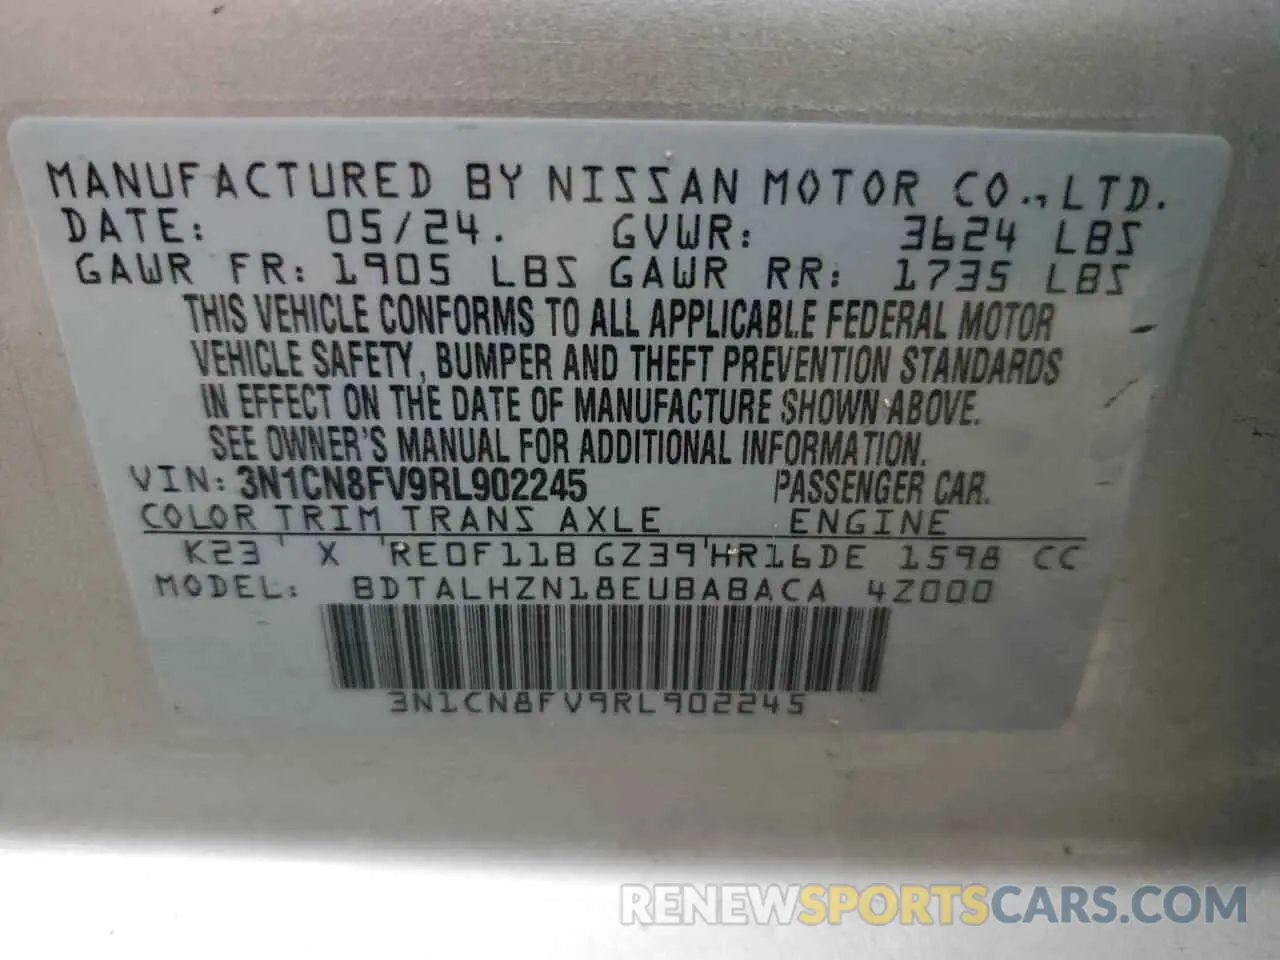 MANUFACTURED BY NISSAN MOTOR CO., LTD.
DATE: 05/24. GVWR: 3624 LBS
GAWR FR: 1905 LBS GAWR RR: 1735 LBS
THIS VEHICLE CONFORMS TO ALL APPLICABLE FEDERAL MOTOR
VEHICLE SAFETY, BUMPER AND THEFT PREVENTION STANDARDS
IN EFFECT ON THE DATE OF MANUFACTURE SHOWN ABOVE.
SEE OWNER'S MANUAL FOR ADDITIONAL INFORMATION.
VIN: 3N1CN8FV9RL902245 PASSENGER CAR.
COLOR TRIM TRANS AXLE ENGINE
K23 X RE0F11B GZ39 HR16DE 1598 CC
MODEL: BDTALHZN18EUBABACA 4Z000
3N1CN8FV9RL902245
RENEWSPORTSCARS.COM